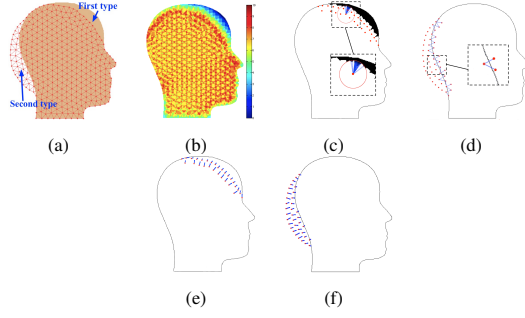 First type
Second type
(a)
(b)
(c)
(d)
(e)
(f)